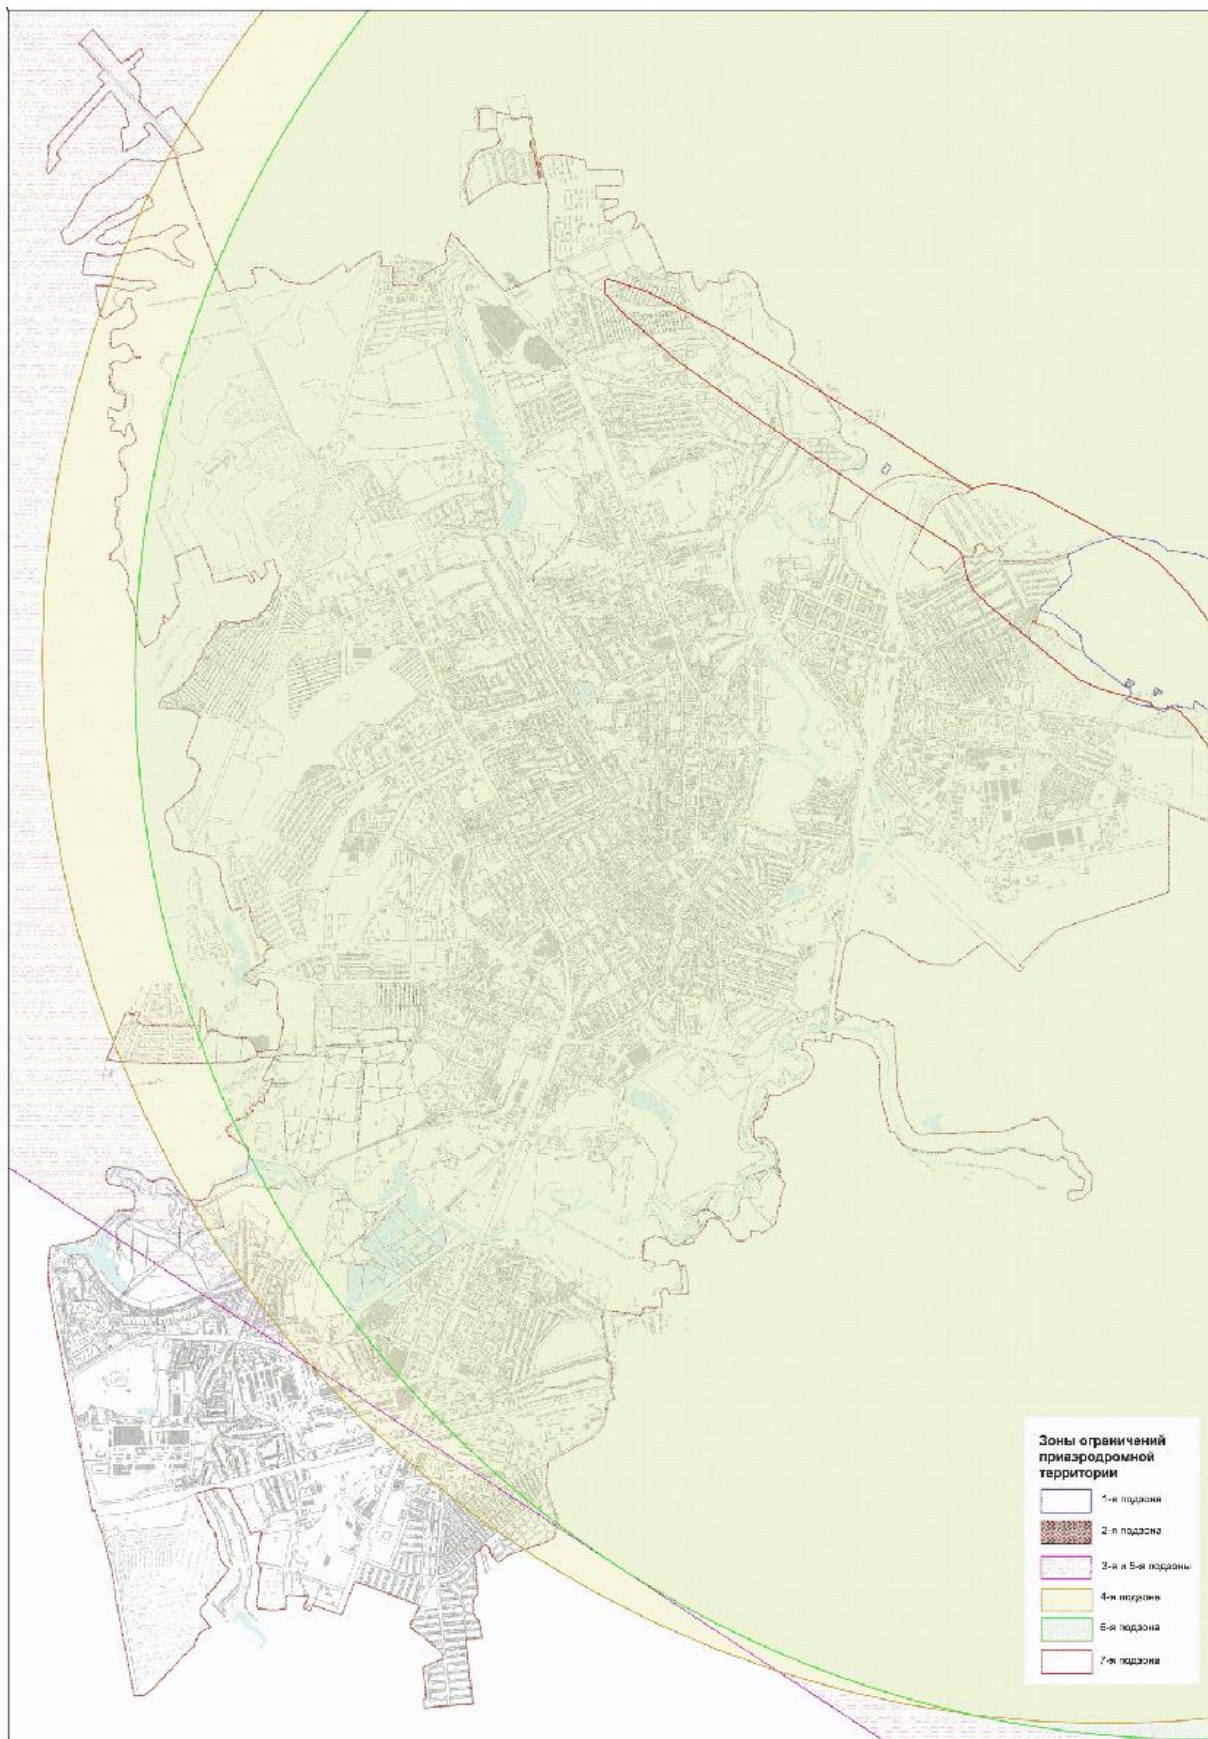 Зоны ограничений
приаэродромной
территории
1-я подзона
2-я подзона
3-я и 5-я подзоны
4-я подзона
6-я подзона
7-я подзона